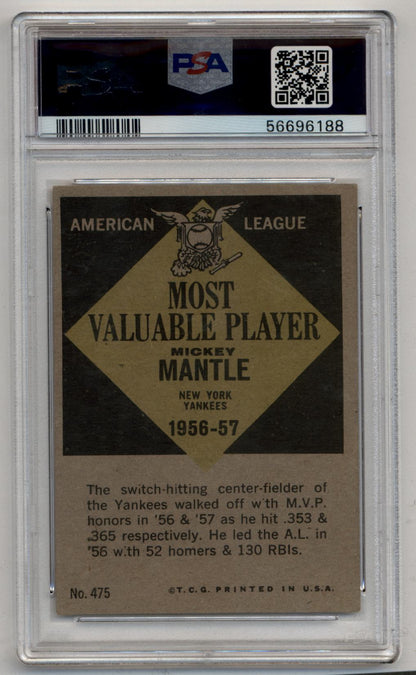 PSA
56696188
AMERICAN LEAGUE
MOST
VALUABLE PLAYER
MICKEY
MANTLE
NEW YORK
YANKEES
1956-57
The switch-hitting center-fielder of
the Yankees walked off w'th M.V.P.
honors in '56 & '57 as he hit .353 &
.365 respectively. He led the A.L. in
'56 w:th 52 homers & 130 RBIs.
No. 475 ©T.C.G. PRINTED IN U.S.A.